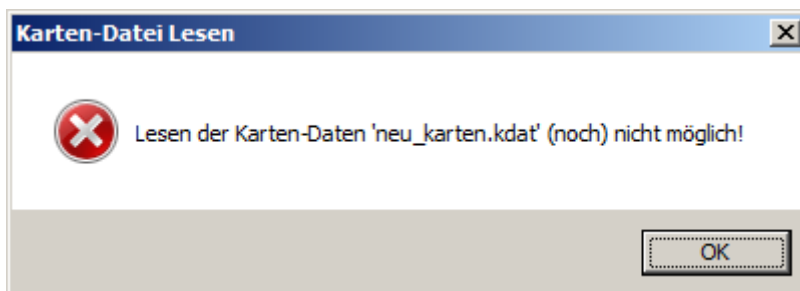 Karten-Datei Lesen
Lesen der Karten-Daten 'neu_karten.kdat' (noch) nicht möglich!
OK